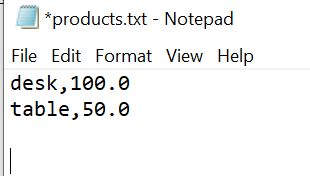 *products.txt - Notepad
File Edit Format View Help
desk,100.0
table,50.0